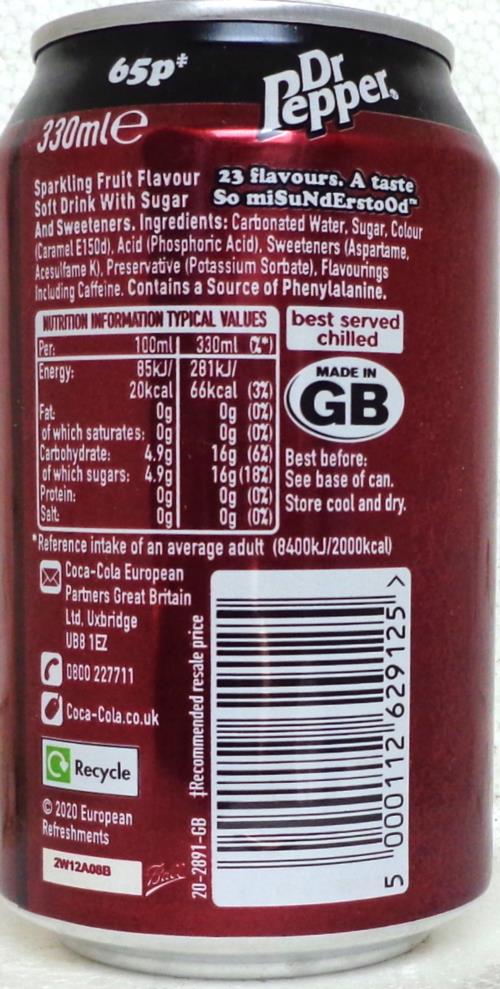 65p‡
Dr
Pepper®
330ml℮
23 flavours. A taste
So miSuNdErstoOd™
Sparkling Fruit Flavour
Soft Drink With Sugar
And Sweeteners. Ingredients: Carbonated Water, Sugar, Colour
(Caramel E150d), Acid (Phosphoric Acid), Sweeteners (Aspartame,
Acesulfame K), Preservative (Potassium Sorbate), Flavourings
Including Caffeine. Contains a Source of Phenylalanine.
NUTRITION INFORMATION TYPICAL VALUES
Per: 100ml 330ml (%*)
Energy: 85kJ/ 281kJ/
20kcal 66kcal (3%)
Fat: 0g 0g (0%)
of which saturates: 0g 0g (0%)
Carbohydrate: 4.9g 16g (6%)
of which sugars: 4.9g 16g (18%)
Protein: 0g 0g (0%)
Salt: 0g 0g (0%)
best served
chilled
MADE IN
GB
Best before:
See base of can.
Store cool and dry.
*Reference intake of an average adult (8400kJ/2000kcal)
Coca-Cola European
Partners Great Britain
Ltd, Uxbridge
UB8 1EZ
0800 227711
Coca-Cola.co.uk
Recycle
© 2020 European
Refreshments
2W12A08B
Ball
20-2891-GB ‡Recommended resale price
5 000112 629125 >